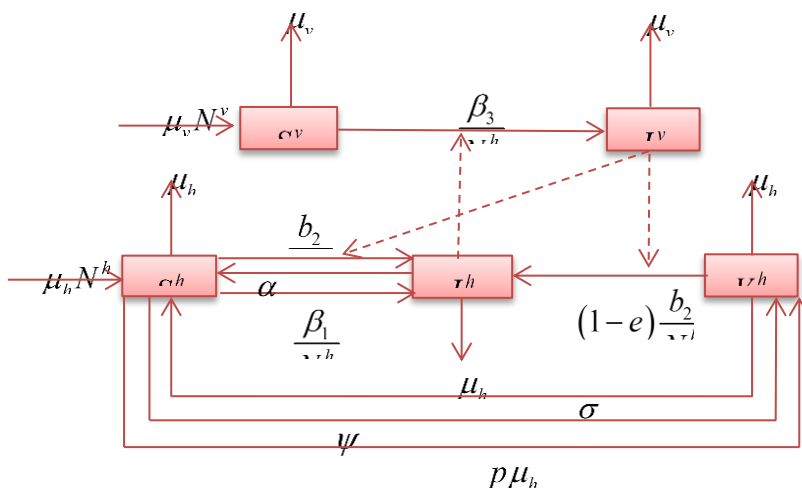 μ_v μ_v
μ_v N^v S^v β_3/N^h I^v
μ_h μ_h
b_2
μ_h N^h S^h I^h V^h
α
β_1/N^h (1−e) b_2/N^h
μ_h
σ
ψ
pμ_h